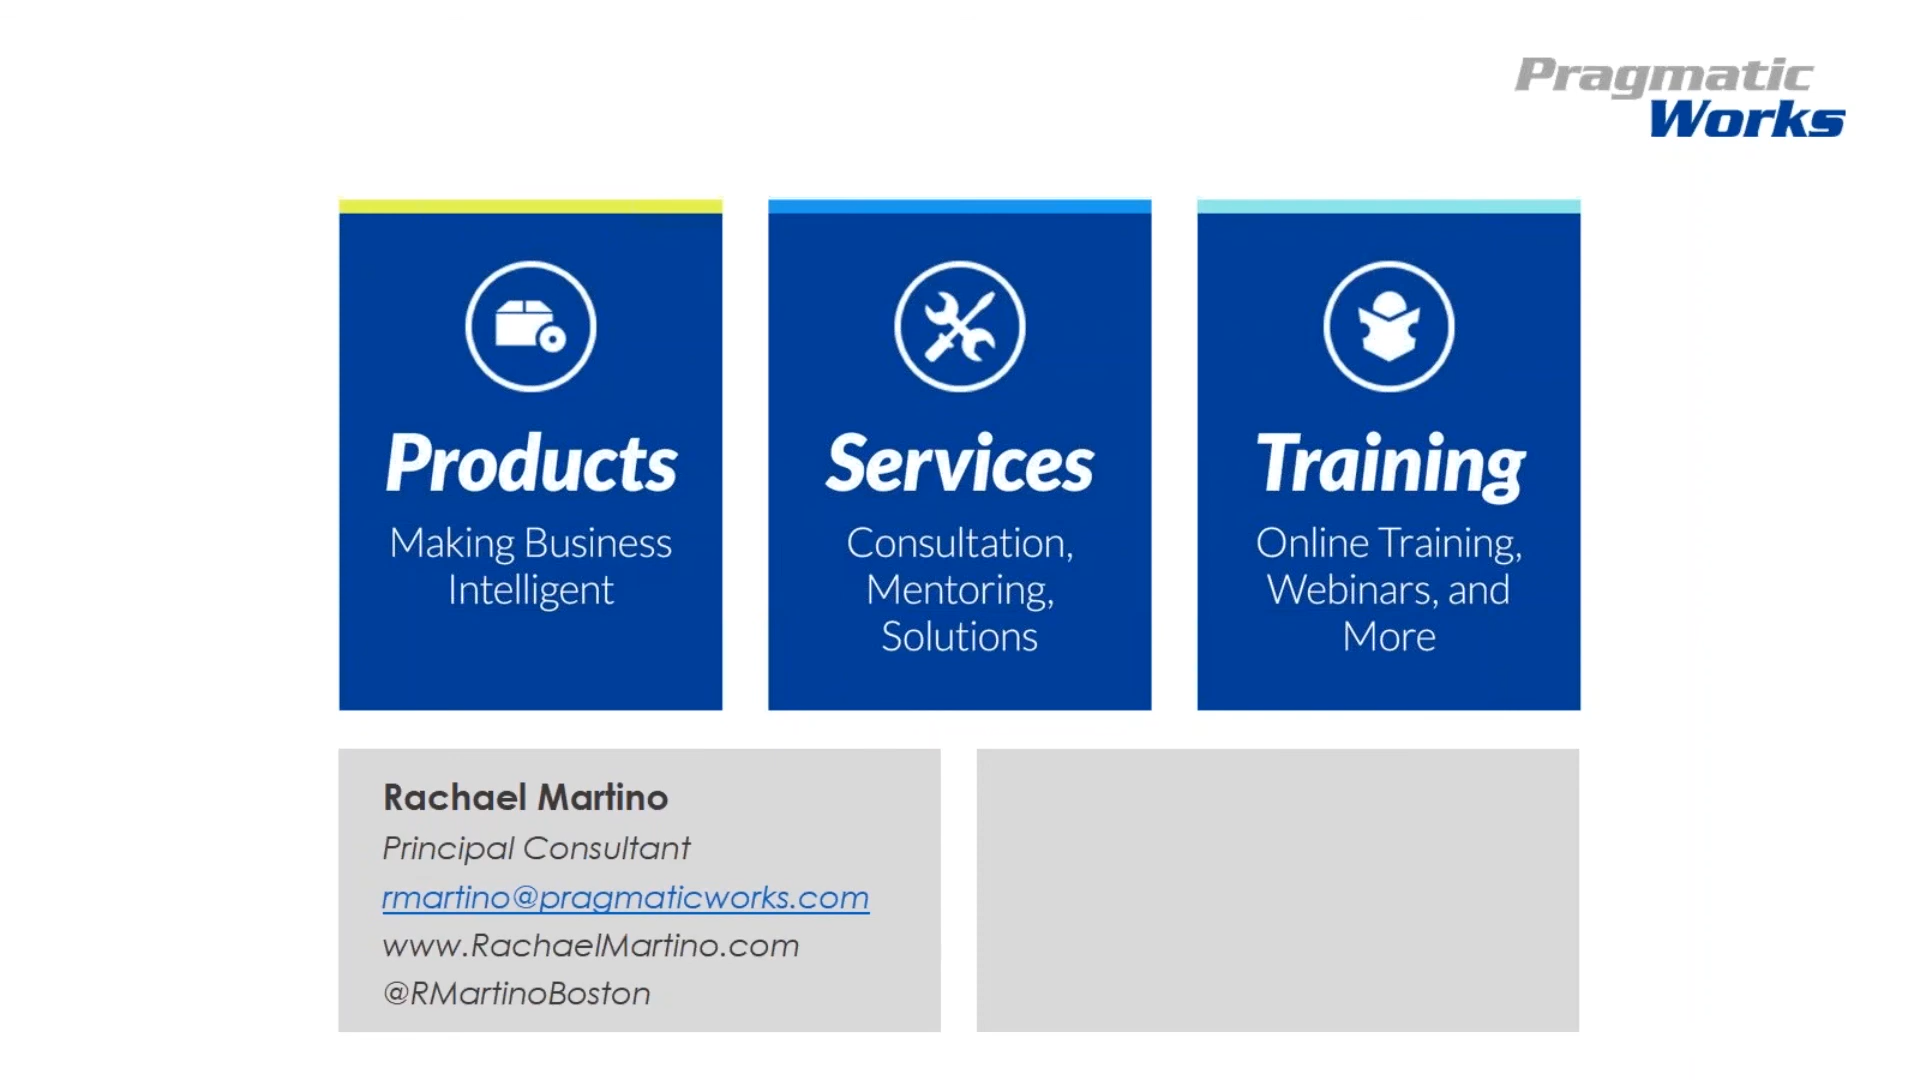 Pragmatic
Works
Products
Making Business
Intelligent
Services
Consultation,
Mentoring,
Solutions
Training
Online Training,
Webinars, and
More
Rachael Martino
Principal Consultant
rmartino@pragmaticworks.com
www.RachaelMartino.com
@RMartinoBoston